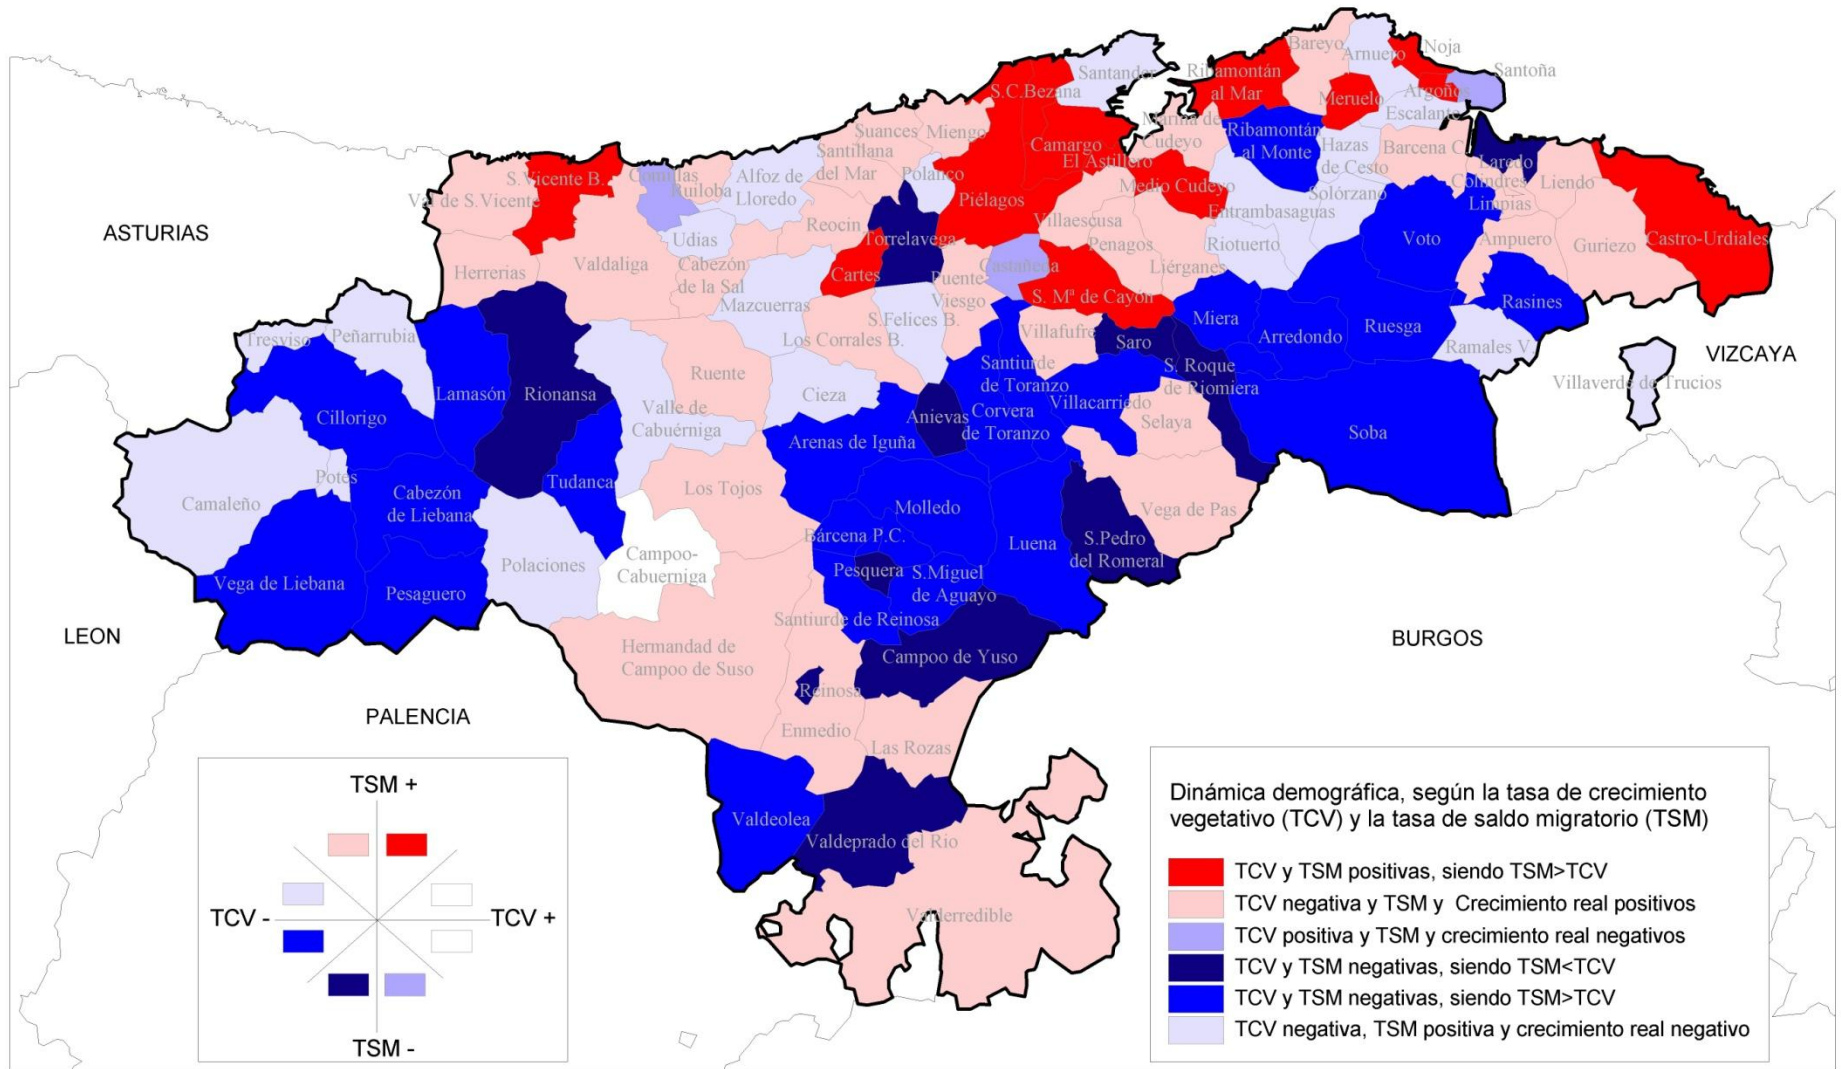 Bareyo
Arnuero
Noja
Santander
Ribamontán
al Mar
Santoña
S.C.Bezana
Meruelo
Argoños
Escalante
Suances
Miengo
Marina de
Cudeyo
Ribamontán
al Monte
Hazas
de Cesto
Barcena C.
Camargo
El Astillero
Laredo
Santillana
del Mar
Polanco
S.Vicente B.
Comillas
Ruiloba
Alfoz de
Lloredo
Medio Cudeyo
Solórzano
Colindres
Limpias
Liendo
Val de S.Vicente
Piélagos
Villaescusa
Entrambasaguas
ASTURIAS
Udias
Reocin
Torrelavega
Penagos
Riotuerto
Voto
Ampuero
Guriezo
Castro-Urdiales
Herrerias
Valdaliga
Cabezón
de la Sal
Cartes
Castañeda
Puente
Viesgo
Liérganes
Mazcuerras
S. Mª de Cayón
Rasines
Tresviso
Peñarrubia
Los Corrales B.
S.Felices B.
Villafufre
Saro
Miera
Arredondo
Ruesga
Ramales V.
VIZCAYA
Lamasón
Rionansa
Ruente
Santiurde
de Toranzo
S. Roque
de Riomiera
Villaverde de Trucios
Cillorigo
Valle de
Cabuérniga
Cieza
Anievas
Corvera
de Toranzo
Villacarriedo
Selaya
Soba
Arenas de Iguña
Potes
Camaleño
Cabezón
de Liebana
Tudanca
Los Tojos
Molledo
Vega de Pas
Bárcena P.C.
Luena
S.Pedro
del Romeral
Vega de Liebana
Pesaguero
Polaciones
Campoo-
Cabuerniga
Pesquera
S.Miguel
de Aguayo
LEON
Santiurde de Reinosa
BURGOS
Hermandad de
Campoo de Suso
Campoo de Yuso
Reinosa
PALENCIA
Enmedio
Las Rozas
Valdeolea
Valdeprado del Río
Valderredible
TSM +
TCV -
TCV +
TSM -
Dinámica demográfica, según la tasa de crecimiento
vegetativo (TCV) y la tasa de saldo migratorio (TSM)
TCV y TSM positivas, siendo TSM>TCV
TCV negativa y TSM y Crecimiento real positivos
TCV positiva y TSM y crecimiento real negativos
TCV y TSM negativas, siendo TSM<TCV
TCV y TSM negativas, siendo TSM>TCV
TCV negativa, TSM positiva y crecimiento real negativo